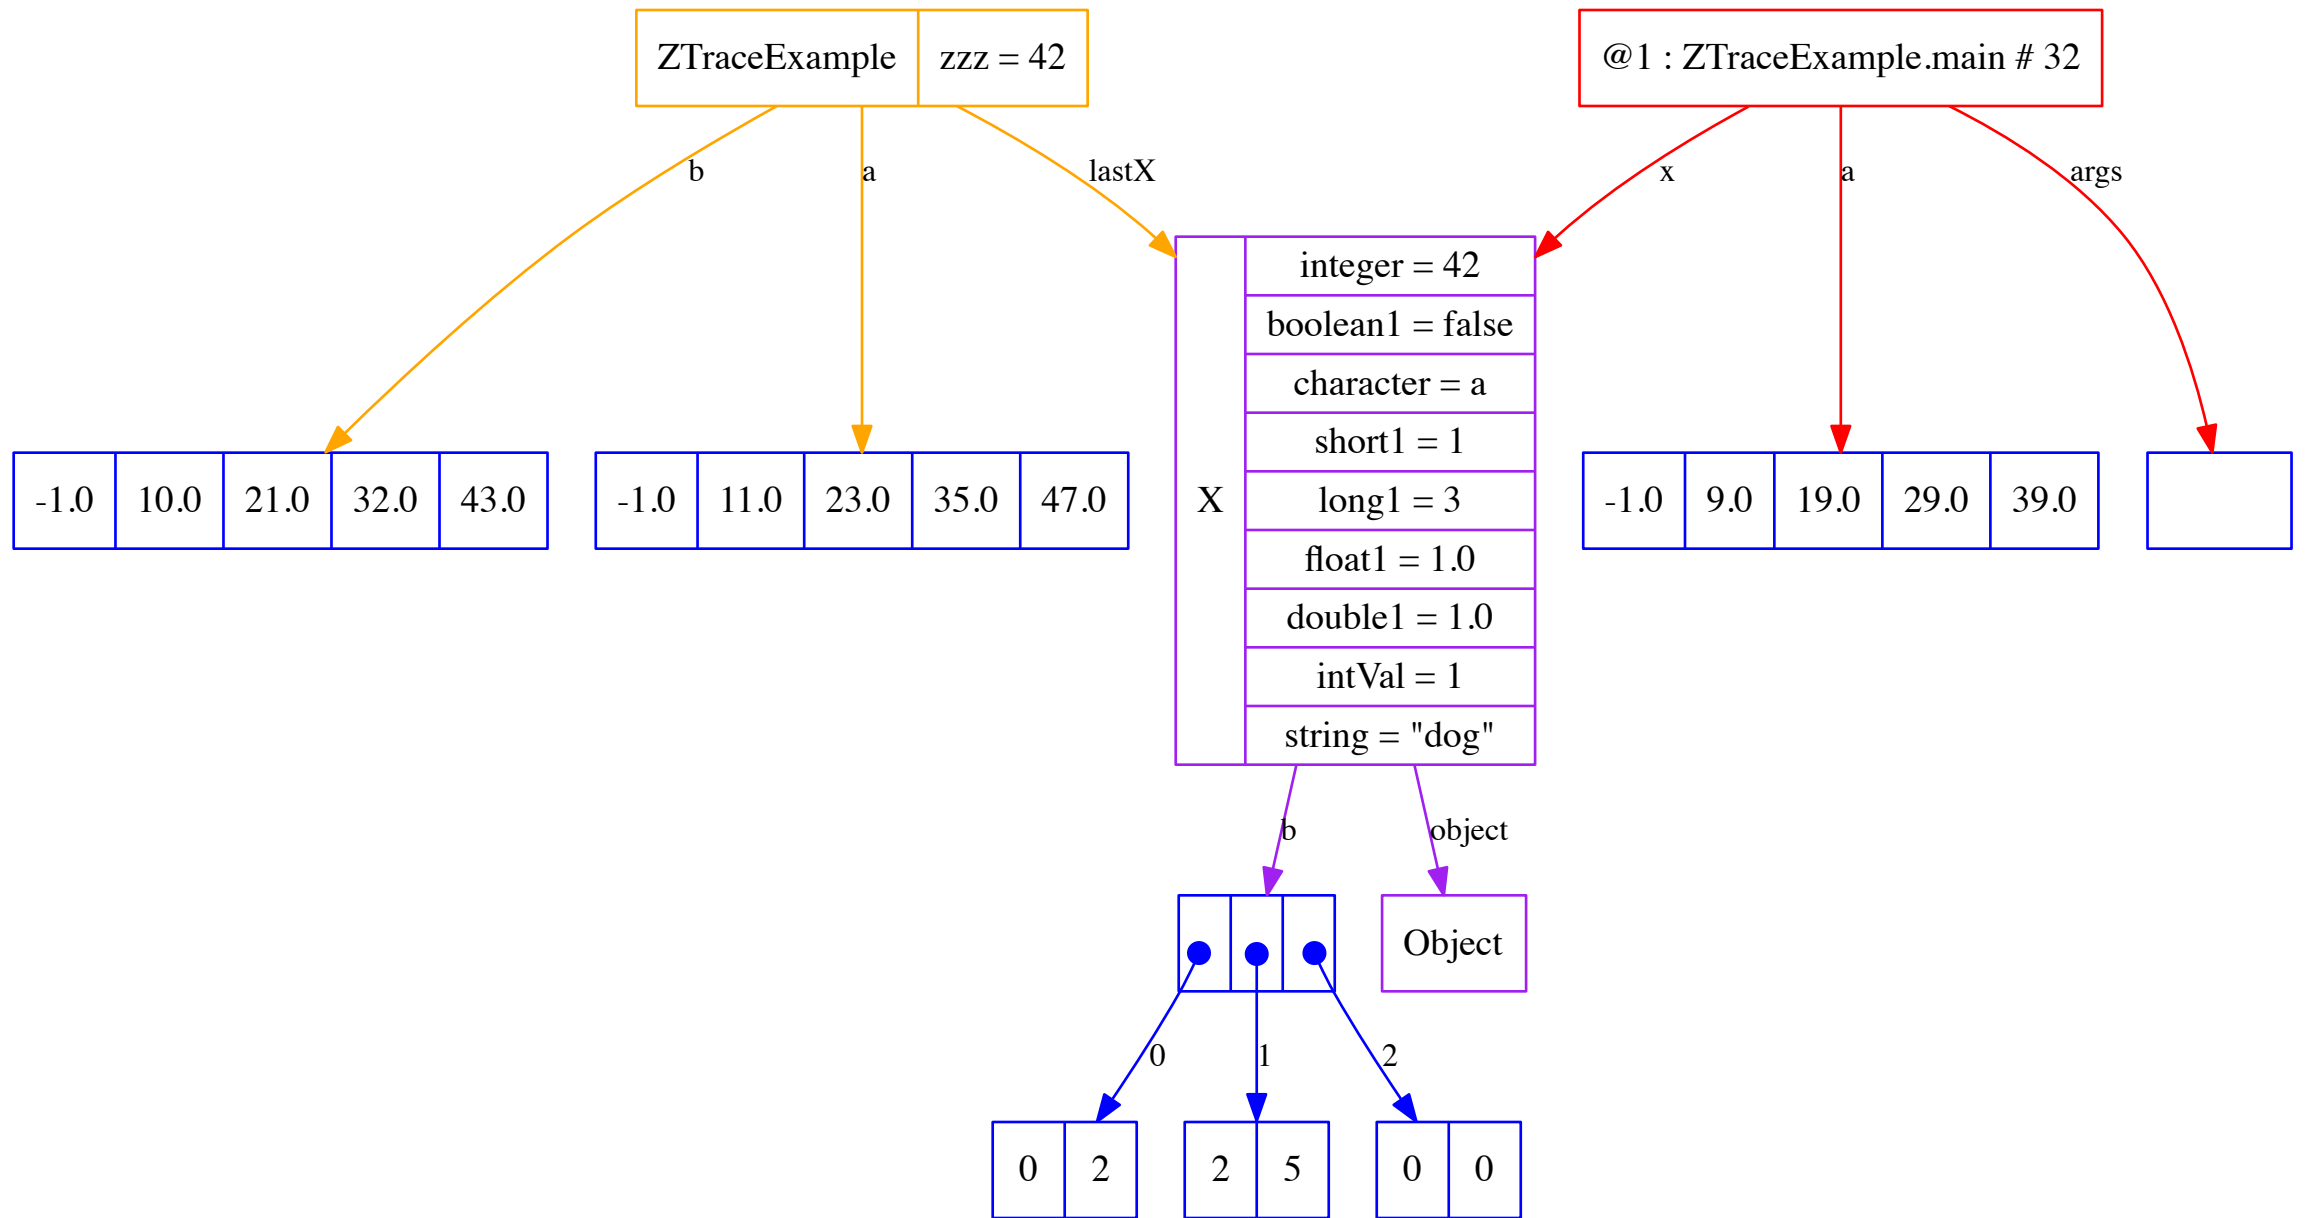 ZTraceExample zzz = 42
@1 : ZTraceExample.main # 32
b
a
lastX
x
a
args
-1.0 10.0 21.0 32.0 43.0
-1.0 11.0 23.0 35.0 47.0
X
integer = 42
boolean1 = false
character = a
short1 = 1
long1 = 3
float1 = 1.0
double1 = 1.0
intVal = 1
string = "dog"
-1.0 9.0 19.0 29.0 39.0
b
object
Object
0
1
2
0 2
2 5
0 0